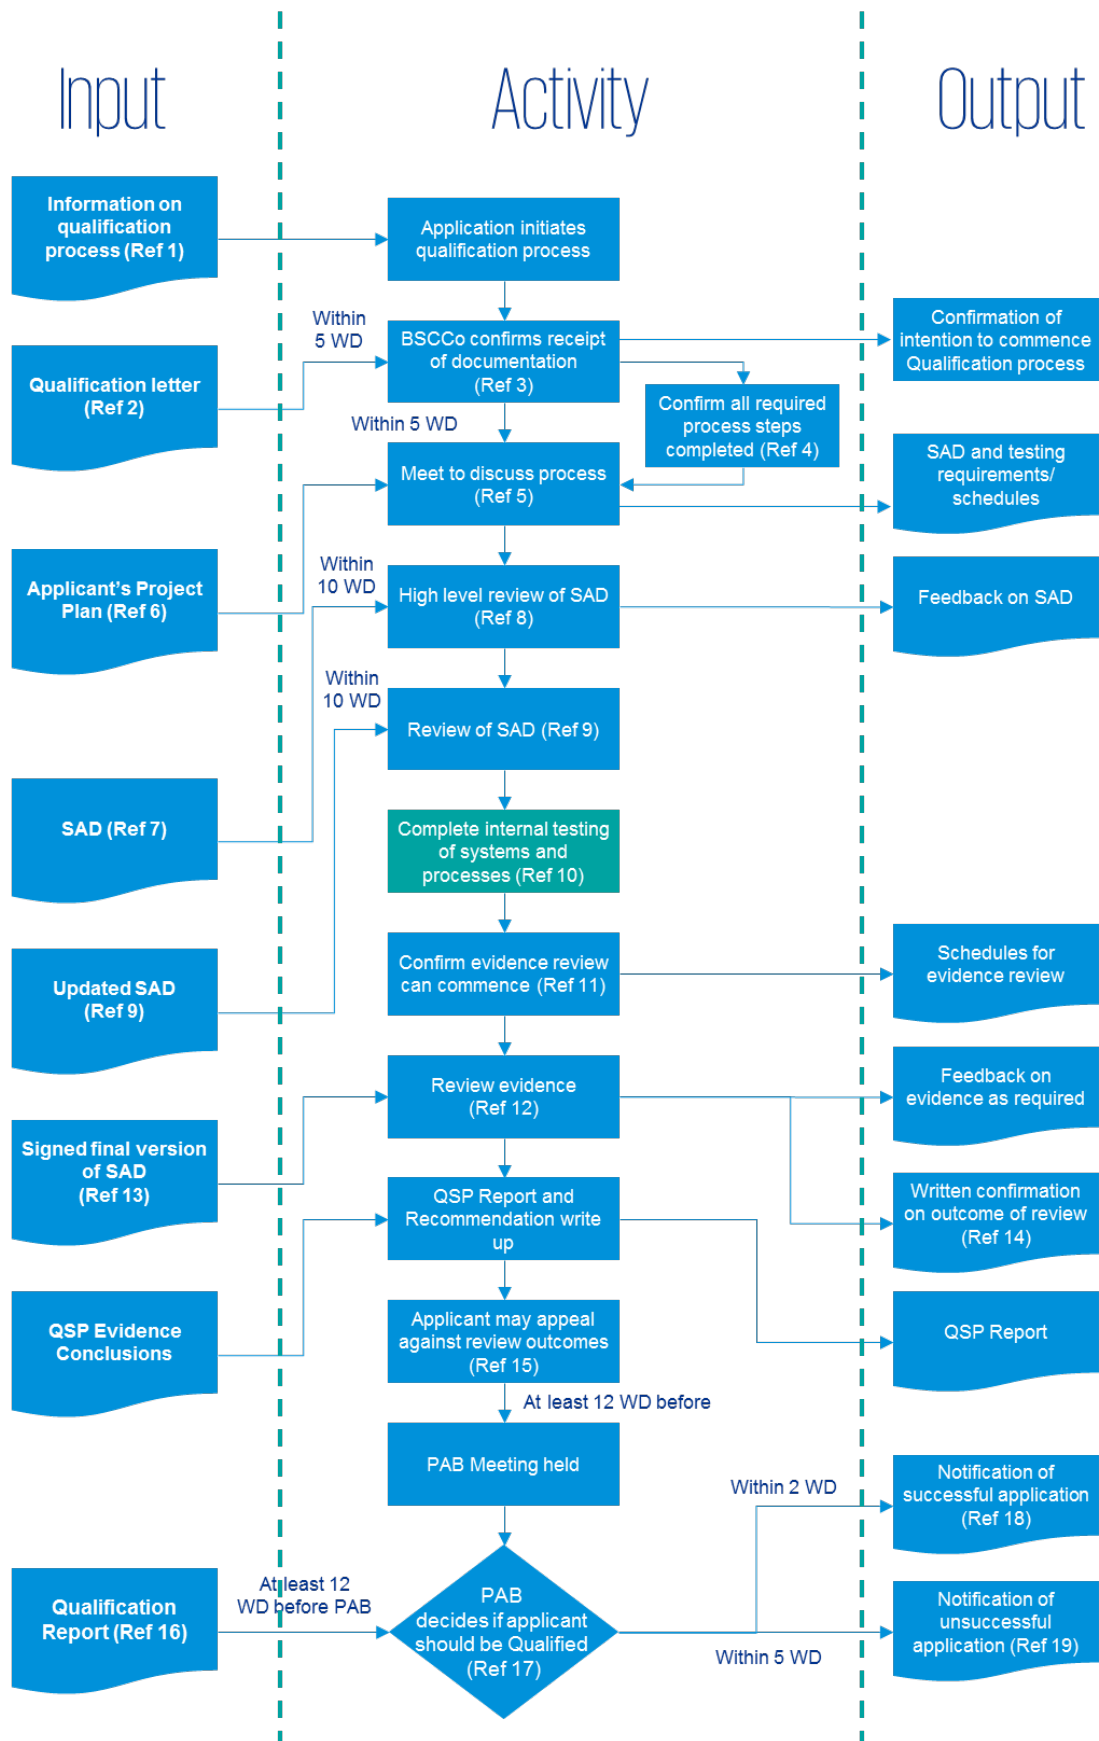 Input
Activity
Output
Information on
qualification
process (Ref 1)
Application initiates
qualification process
Within
5 WD
BSCCo confirms receipt
of documentation
(Ref 3)
Confirmation of
intention to commence
Qualification process
Qualification letter
(Ref 2)
Confirm all required
process steps
completed (Ref 4)
Within 5 WD
Meet to discuss process
(Ref 5)
SAD and testing
requirements/
schedules
Applicant's Project
Plan (Ref 6)
Within
10 WD
High level review of SAD
(Ref 8)
Feedback on SAD
Within
10 WD
Review of SAD (Ref 9)
SAD (Ref 7)
Complete internal testing
of systems and
processes (Ref 10)
Updated SAD
(Ref 9)
Confirm evidence review
can commence (Ref 11)
Schedules for
evidence review
Review evidence
(Ref 12)
Feedback on
evidence as required
Signed final version
of SAD
(Ref 13)
QSP Report and
Recommendation write
up
Written confirmation
on outcome of review
(Ref 14)
QSP Evidence
Conclusions
Applicant may appeal
against review outcomes
(Ref 15)
QSP Report
At least 12 WD before
PAB Meeting held
Within 2 WD
Notification of
successful application
(Ref 18)
Qualification
Report (Ref 16)
At least 12
WD before PAB
PAB
decides if applicant
should be Qualified
(Ref 17)
Within 5 WD
Notification of
unsuccessful
application (Ref 19)